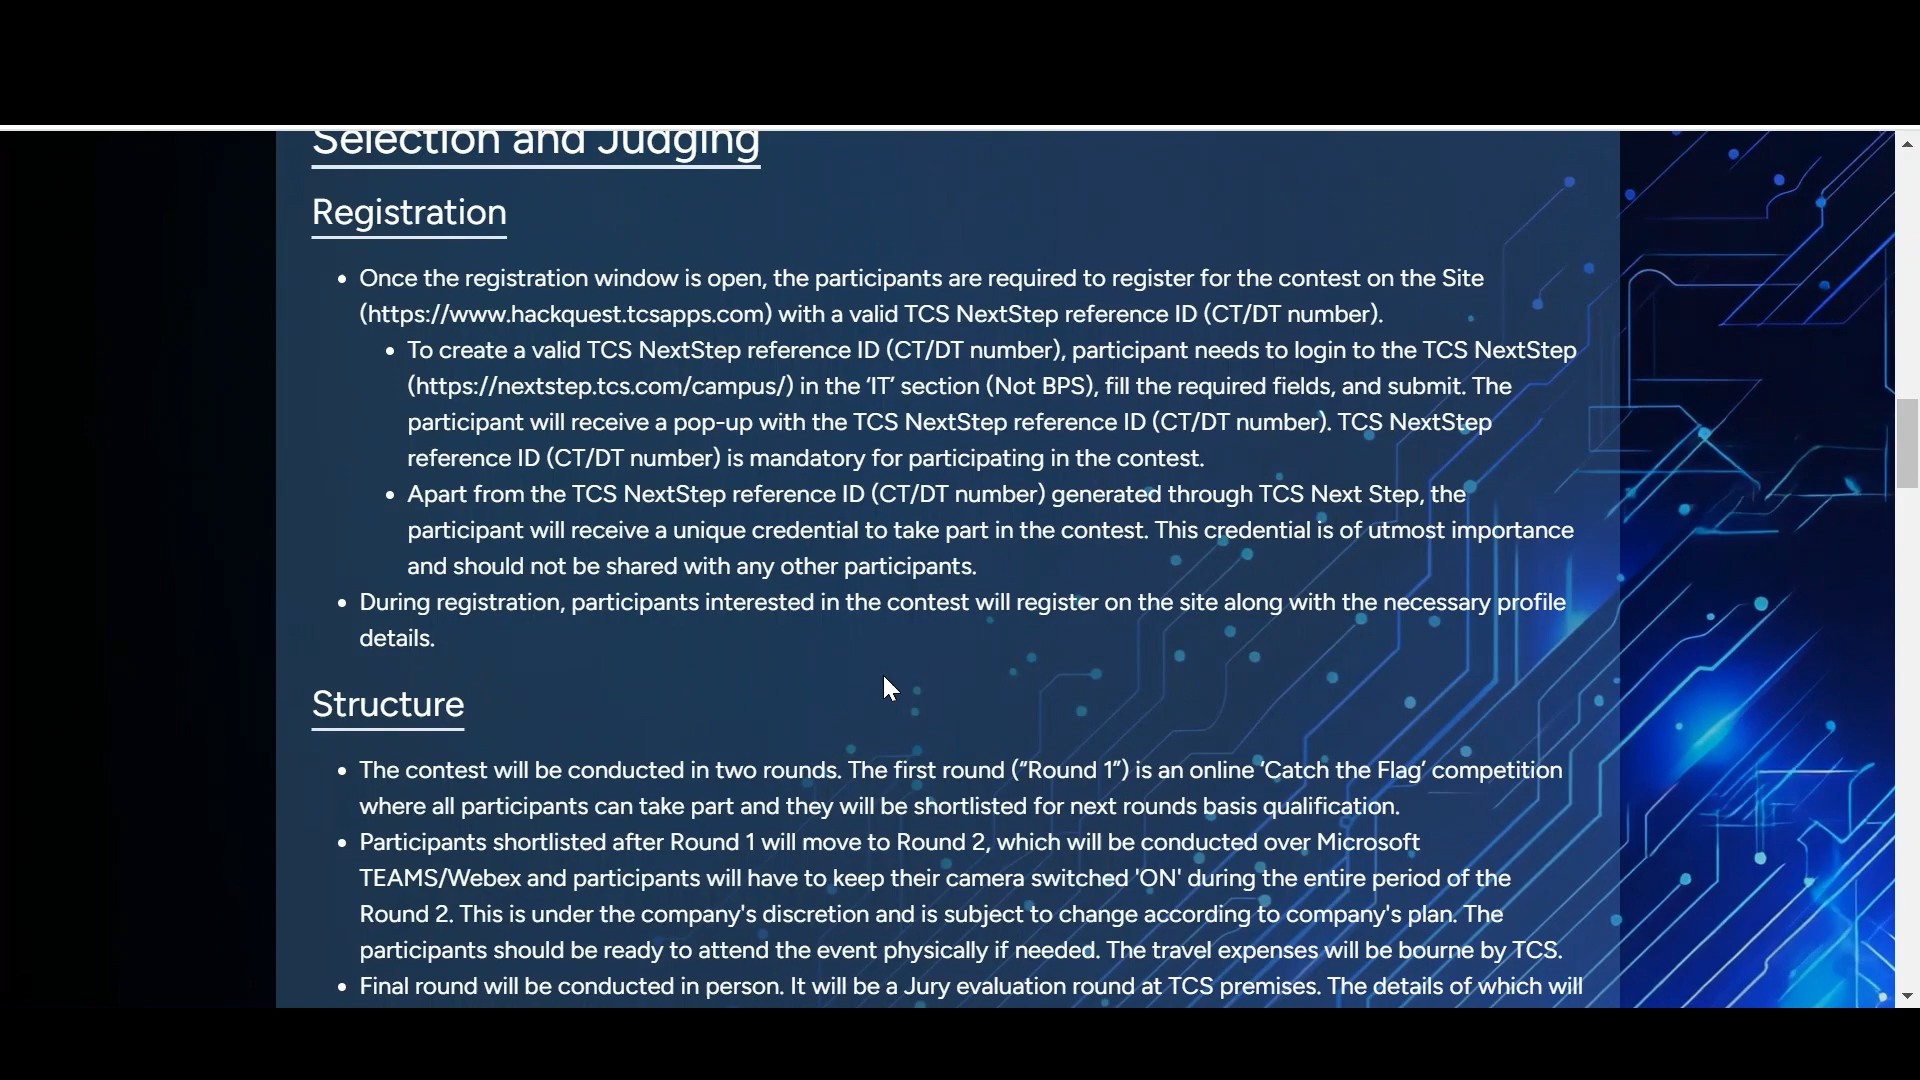 Selection and Judging
Registration
Once the registration window is open, the participants are required to register for the contest on the Site
(https://www.hackquest.tcsapps.com) with a valid TCS NextStep reference ID (CT/DT number).
To create a valid TCS NextStep reference ID (CT/DT number), participant needs to login to the TCS NextStep
(https://nextstep.tcs.com/campus/) in the ‘IT’ section (Not BPS), fill the required fields, and submit. The
participant will receive a pop-up with the TCS NextStep reference ID (CT/DT number). TCS NextStep
reference ID (CT/DT number) is mandatory for participating in the contest.
Apart from the TCS NextStep reference ID (CT/DT number) generated through TCS Next Step, the
participant will receive a unique credential to take part in the contest. This credential is of utmost importance
and should not be shared with any other participants.
During registration, participants interested in the contest will register on the site along with the necessary profile
details.
Structure
The contest will be conducted in two rounds. The first round (“Round 1”) is an online ‘Catch the Flag’ competition
where all participants can take part and they will be shortlisted for next rounds basis qualification.
Participants shortlisted after Round 1 will move to Round 2, which will be conducted over Microsoft
TEAMS/Webex and participants will have to keep their camera switched 'ON' during the entire period of the
Round 2. This is under the company's discretion and is subject to change according to company's plan. The
participants should be ready to attend the event physically if needed. The travel expenses will be bourne by TCS.
Final round will be conducted in person. It will be a Jury evaluation round at TCS premises. The details of which will